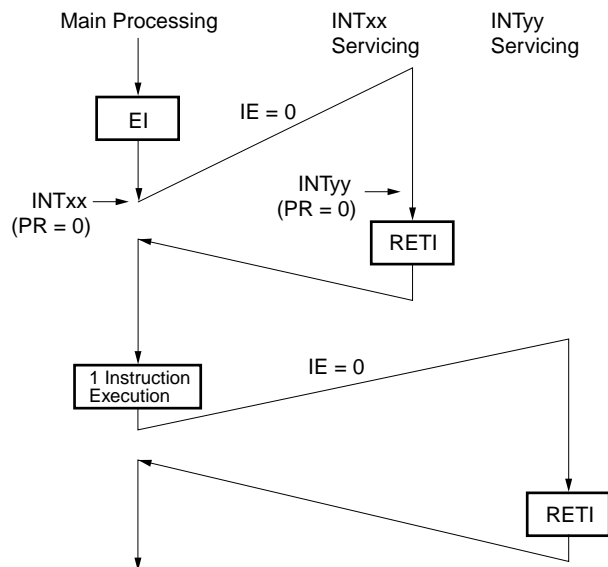 Main Processing
INTxx
Servicing
INTyy
Servicing
EI
IE = 0
INTxx
(PR = 0)
INTyy
(PR = 0)
RETI
1 Instruction
Execution
IE = 0
RETI